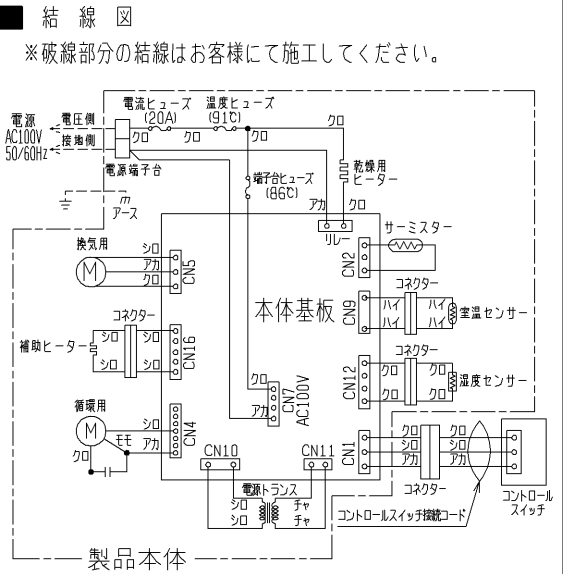 結線図
※破線部分の結線はお客様にて施工してください。
電源
AC100V
50/60Hz
電圧側
接地側
電流ヒューズ
(20A)
温度ヒューズ
(91℃)
クロ
クロ
クロ
クロ
クロ
電源端子台
端子台ヒューズ
(86℃)
乾燥用
ヒーター
アース
アカ
クロ
リレー
サーミスター
換気用
M
シロ
アカ
クロ
CN5
CN2
本体基板
コネクター
CN9
ハイ
ハイ
ハイ
ハイ
室温センサー
補助ヒーター
コネクター
シロ
シロ
シロ
シロ
CN16
コネクター
CN12
クロ
クロ
クロ
クロ
湿度センサー
クロ
アカ
CN7
AC100V
循環用
M
シロ
モモ
アカ
クロ
CN4
CN10
CN11
電源トランス
シロ
シロ
チャ
チャ
CN1
クロ
シロ
アカ
クロ
シロ
アカ
コネクター
コントロール
スイッチ
コントロールスイッチ接続コード
製品本体